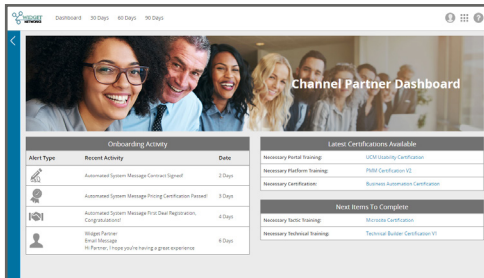 WIDGET
NETWORKS
Dashboard 30 Days 60 Days 90 Days
?
Channel Partner Dashboard
Onboarding Activity
Alert Type Recent Activity Date
Automated System Message Contract Signed! 2 Days
Automated System Message Pricing Certification Passed! 3 Days
Automated System Message First Deal Registration,
Congratulations! 4 Days
Widget Partner
Email Message
Hi Partner, I hope you're having a great experience 6 Days
Latest Certifications Available
Necessary Portal Training: UCM Usability Certification
Necessary Platform Training: PMM Certification V2
Necessary Certification: Business Automation Certification
Next Items To Complete
Necessary Tactic Training: Microsite Certification
Necessary Technical Training: Technical Builder Certification V1